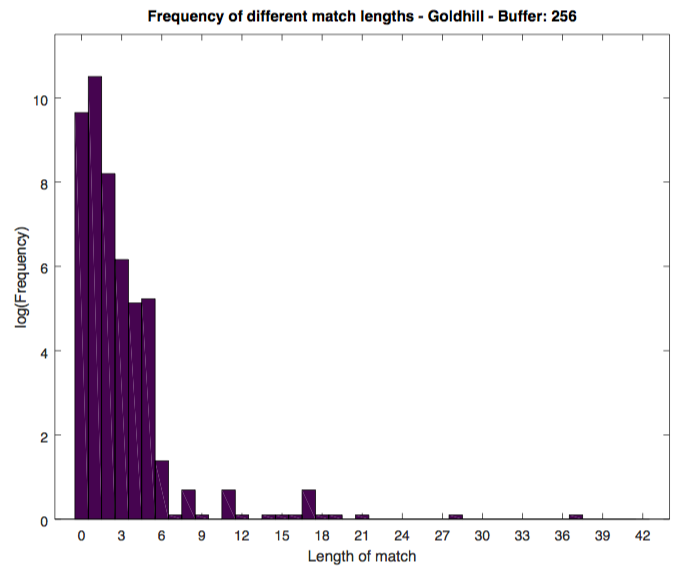 Frequency of different match lengths - Goldhill - Buffer: 256
log(Frequency)
10
8
6
4
2
0
0 3 6 9 12 15 18 21 24 27 30 33 36 39 42
Length of match